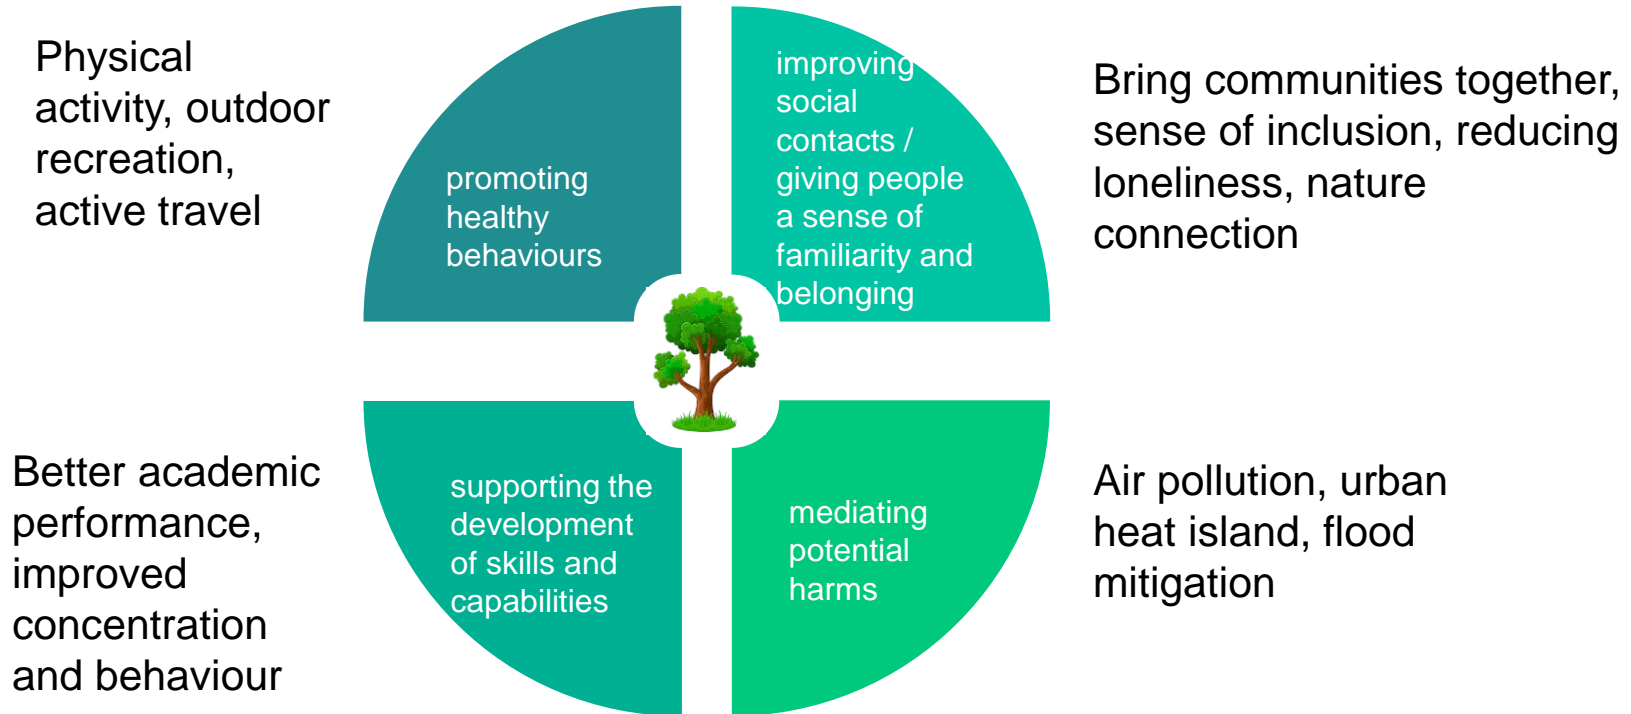 Physical
activity, outdoor
recreation,
active travel
promoting
healthy
behaviours
improving
social
contacts /
giving people
a sense of
familiarity and
belonging
Bring communities together,
sense of inclusion, reducing
loneliness, nature
connection
Better academic
performance,
improved
concentration
and behaviour
supporting the
development
of skills and
capabilities
mediating
potential
harms
Air pollution, urban
heat island, flood
mitigation